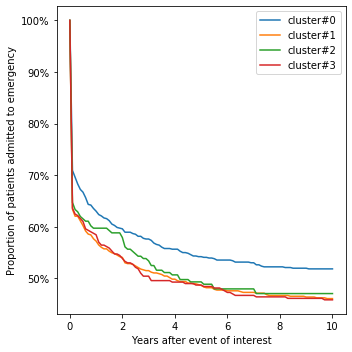 100%
90%
80%
70%
60%
50%
Proportion of patients admitted to emergency
cluster#0
cluster#1
cluster#2
cluster#3
0 2 4 6 8 10
Years after event of interest